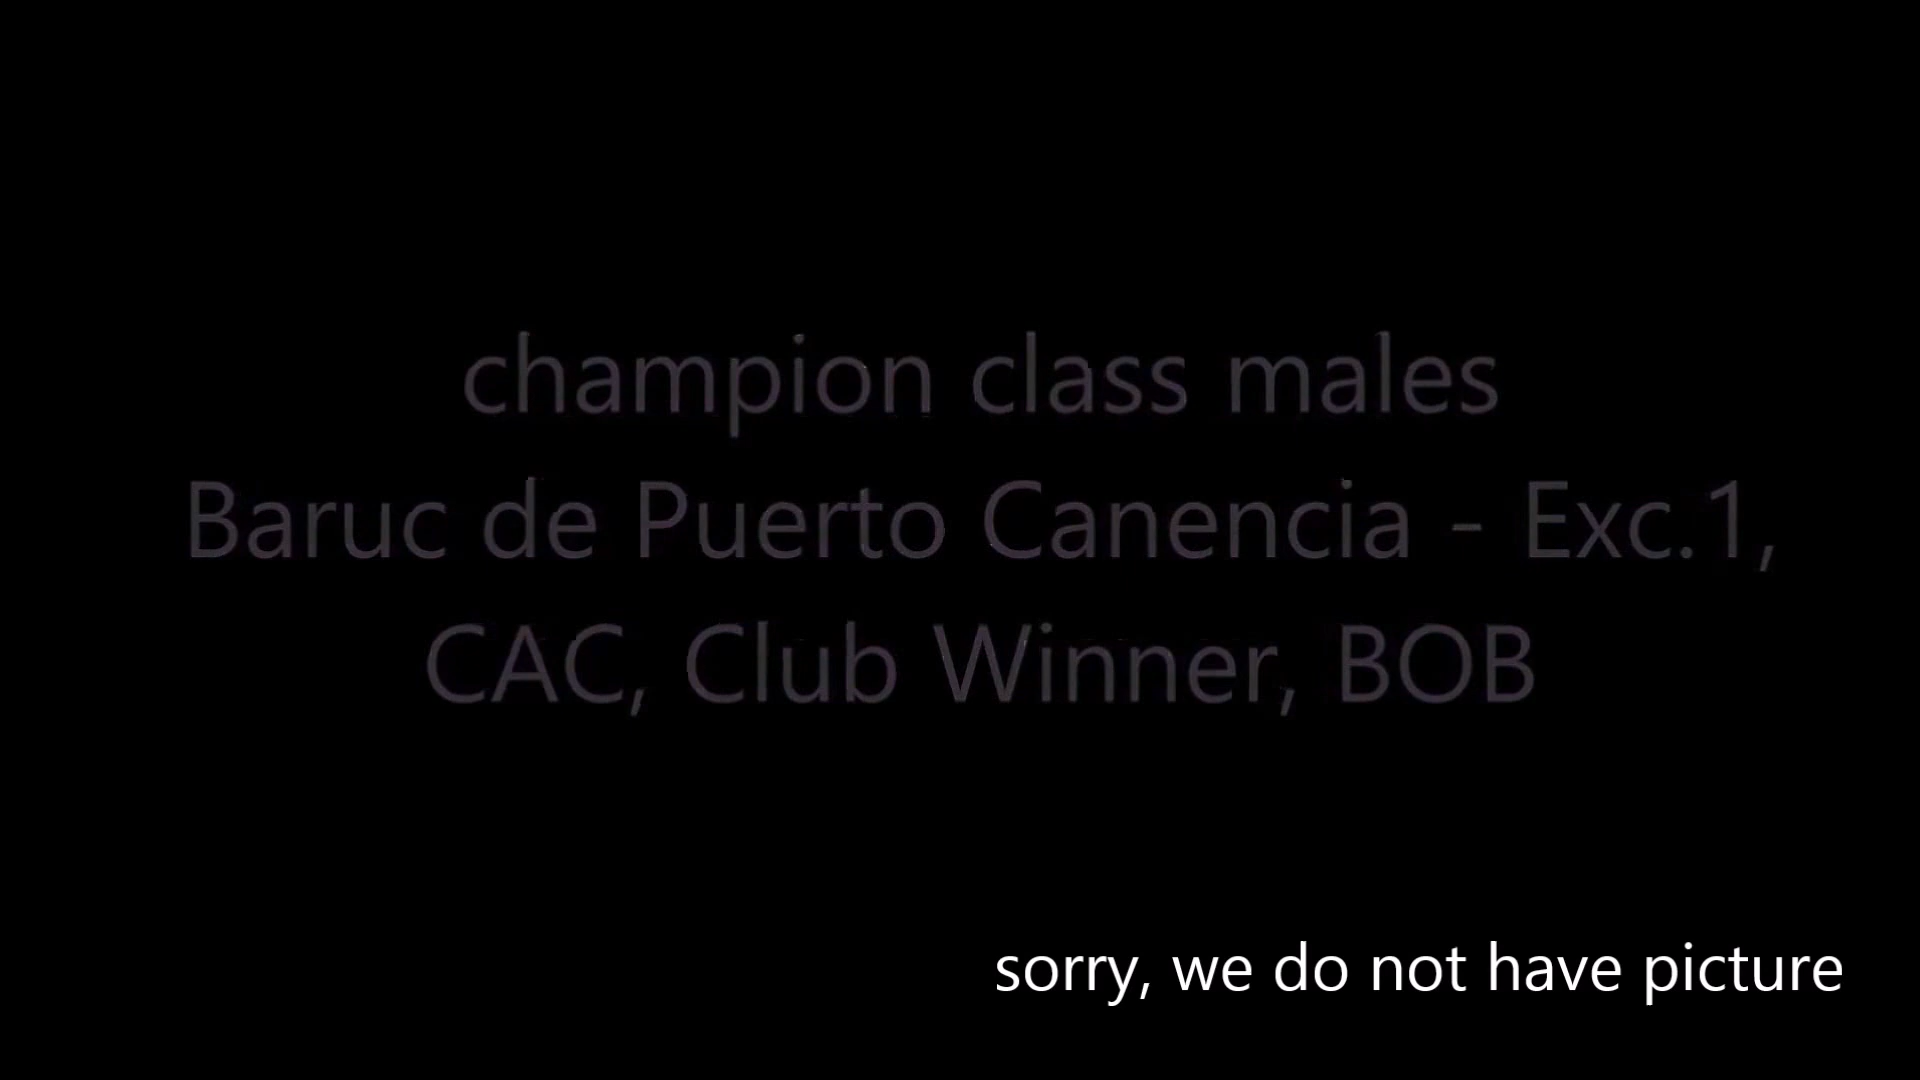 champion class males
Baruc de Puerto Canencia - Exc.1,
CAC, Club Winner, BOB
sorry, we do not have picture